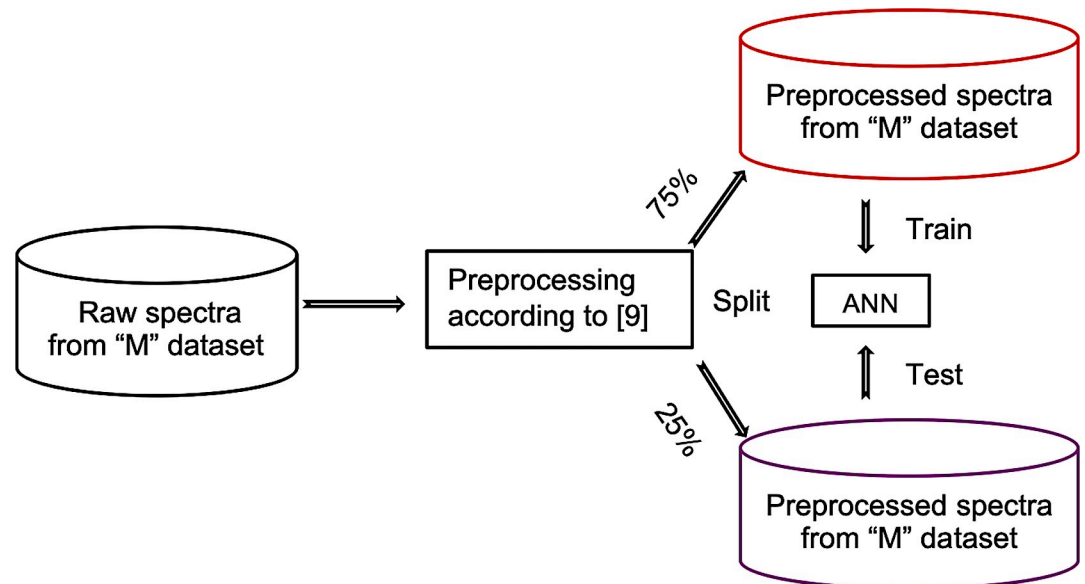 Raw spectra
from “M” dataset
Preprocessing
according to [9]
75%
Split
25%
Preprocessed spectra
from “M” dataset
Train
ANN
Test
Preprocessed spectra
from “M” dataset